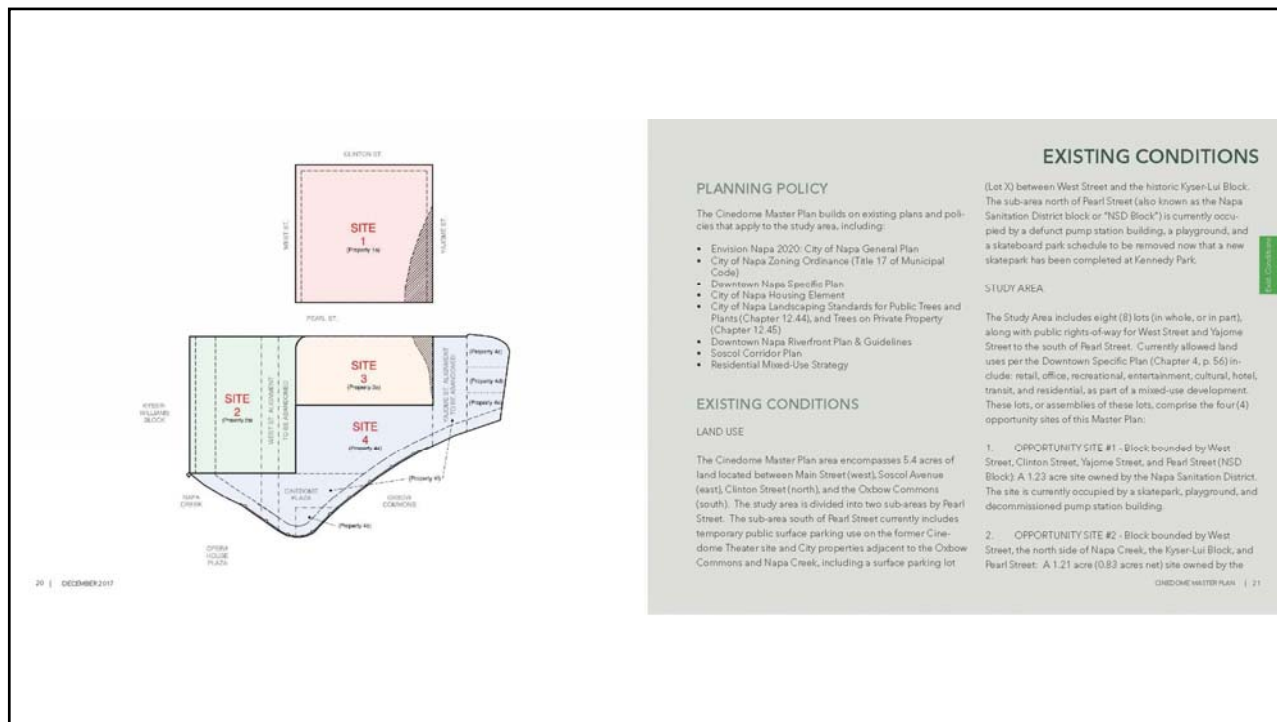 CLINTON ST.
WEST ST.
SITE
1
(Property 1a)
YAJOME ST.
PEARL ST.
SITE
2
(Property 2a)
WEST ST. ALIGNMENT
TO BE ABANDONED
SITE
3
(Property 3a)
SITE
4
YAJOME ST. ALIGNMENT
TO BE ABANDONED
BLOCK
NAPA
CREEK
CINEDOME
PLAZA
OXBOW
COMMONS
OPERA
HOUSE
PLAZA
20 | DECEMBER 2017
EXISTING CONDITIONS
PLANNING POLICY
The Cinedome Master Plan builds on existing plans and poli-
cies that apply to the study area, including:
• Envision Napa 2020: City of Napa General Plan
• City of Napa Zoning Ordinance (Title 17 of Municipal
Code)
• Downtown Napa Specific Plan
• City of Napa Housing Element
• City of Napa Landscaping Standards for Public Trees and
Plants (Chapter 12.44), and Trees on Private Property
(Chapter 12.45)
• Downtown Napa Riverfront Plan & Guidelines
• Soscol Corridor Plan
• Residential Mixed-Use Strategy
EXISTING CONDITIONS
LAND USE
The Cinedome Master Plan area encompasses 5.4 acres of
land located between Main Street (west), Soscol Avenue
(east), Clinton Street (north), and the Oxbow Commons
(south). The study area is divided into two sub-areas by Pearl
Street. The sub-area south of Pearl Street currently includes
temporary public surface parking use on the former Cine-
dome Theater site and City properties adjacent to the Oxbow
Commons and Napa Creek, including a surface parking lot
(Lot X) between West Street and the historic Kyser-Lui Block.
The sub-area north of Pearl Street (also known as the Napa
Sanitation District block or "NSD Block") is currently occu-
pied by a defunct pump station building, a playground, and
a skateboard park schedule to be removed now that a new
skatepark has been completed at Kennedy Park.
STUDY AREA
The Study Area includes eight (8) lots (in whole, or in part),
along with public rights-of-way for West Street and Yajome
Street to the south of Pearl Street. Currently allowed land
uses per the Downtown Specific Plan (Chapter 4, p. 56) in-
clude: retail, office, recreational, entertainment, cultural, hotel,
transit, and residential, as part of a mixed-use development.
These lots, or assemblies of these lots, comprise the four (4)
opportunity sites of this Master Plan:
1. OPPORTUNITY SITE #1 - Block bounded by West
Street, Clinton Street, Yajome Street, and Pearl Street (NSD
Block): A 1.23 acre site owned by the Napa Sanitation District.
The site is currently occupied by a skatepark, playground, and
decommissioned pump station building.
2. OPPORTUNITY SITE #2 - Block bounded by West
Street, the north side of Napa Creek, the Kyser-Lui Block, and
Pearl Street: A 1.21 acre (0.83 acres net) site owned by the
Exist. Conditions
CINEDOME MASTER PLAN | 21